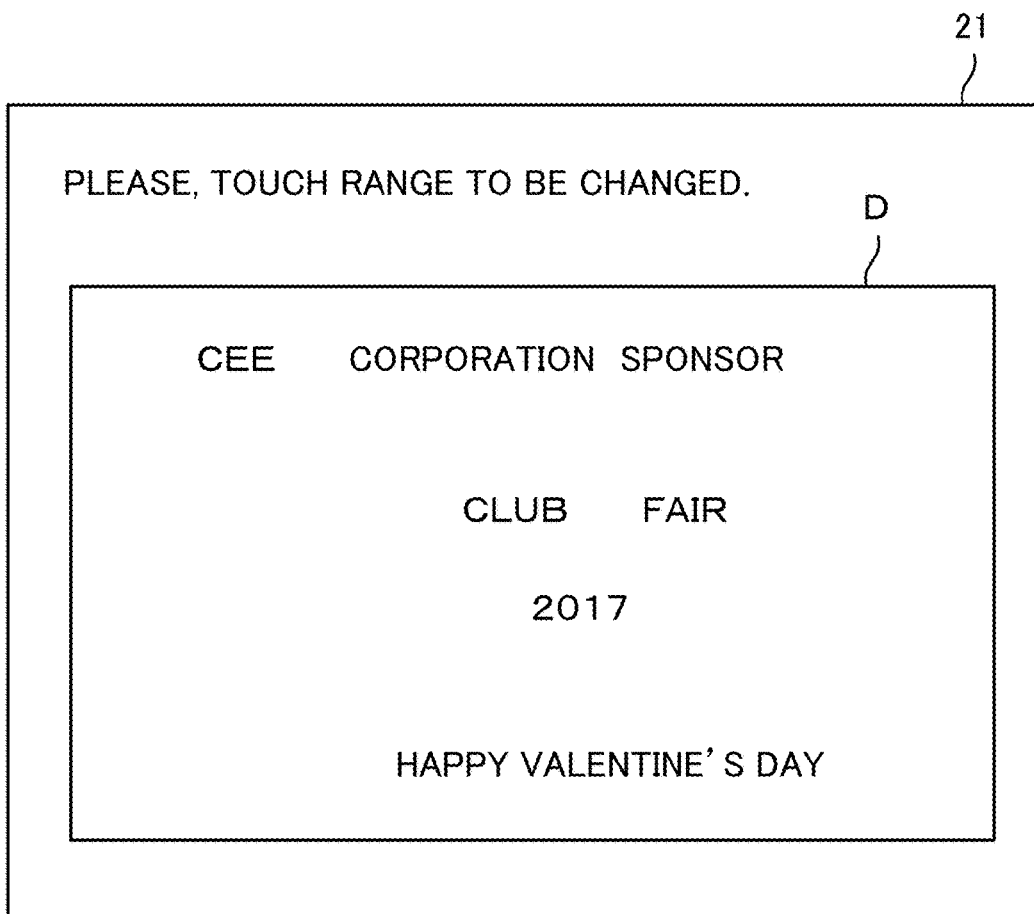 21
PLEASE, TOUCH RANGE TO BE CHANGED.
D
CEE CORPORATION SPONSOR
CLUB FAIR
2017
HAPPY VALENTINE'S DAY